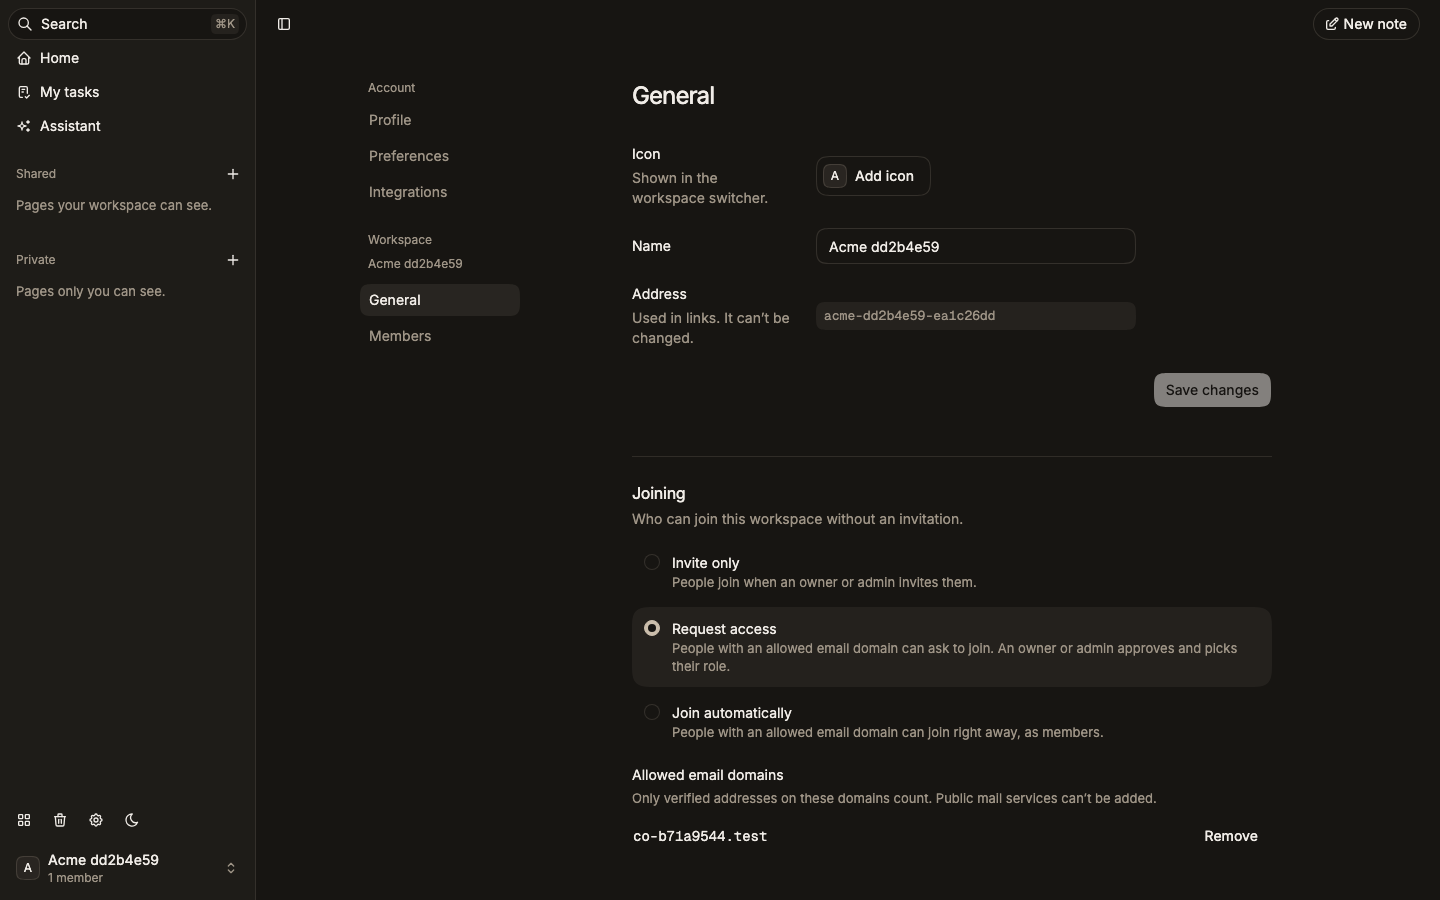 Search ⌘K
Home
My tasks
Assistant
Shared
Pages your workspace can see.
Private
Pages only you can see.
A
Acme dd2b4e59
1 member
New note
Account
Profile
Preferences
Integrations
Workspace
Acme dd2b4e59
General
Members
General
Icon
Shown in the
workspace switcher.
A Add icon
Name
Acme dd2b4e59
Address
Used in links. It can’t be
changed.
acme-dd2b4e59-ea1c26dd
Save changes
Joining
Who can join this workspace without an invitation.
Invite only
People join when an owner or admin invites them.
Request access
People with an allowed email domain can ask to join. An owner or admin approves and picks
their role.
Join automatically
People with an allowed email domain can join right away, as members.
Allowed email domains
Only verified addresses on these domains count. Public mail services can’t be added.
co-b71a9544.test
Remove